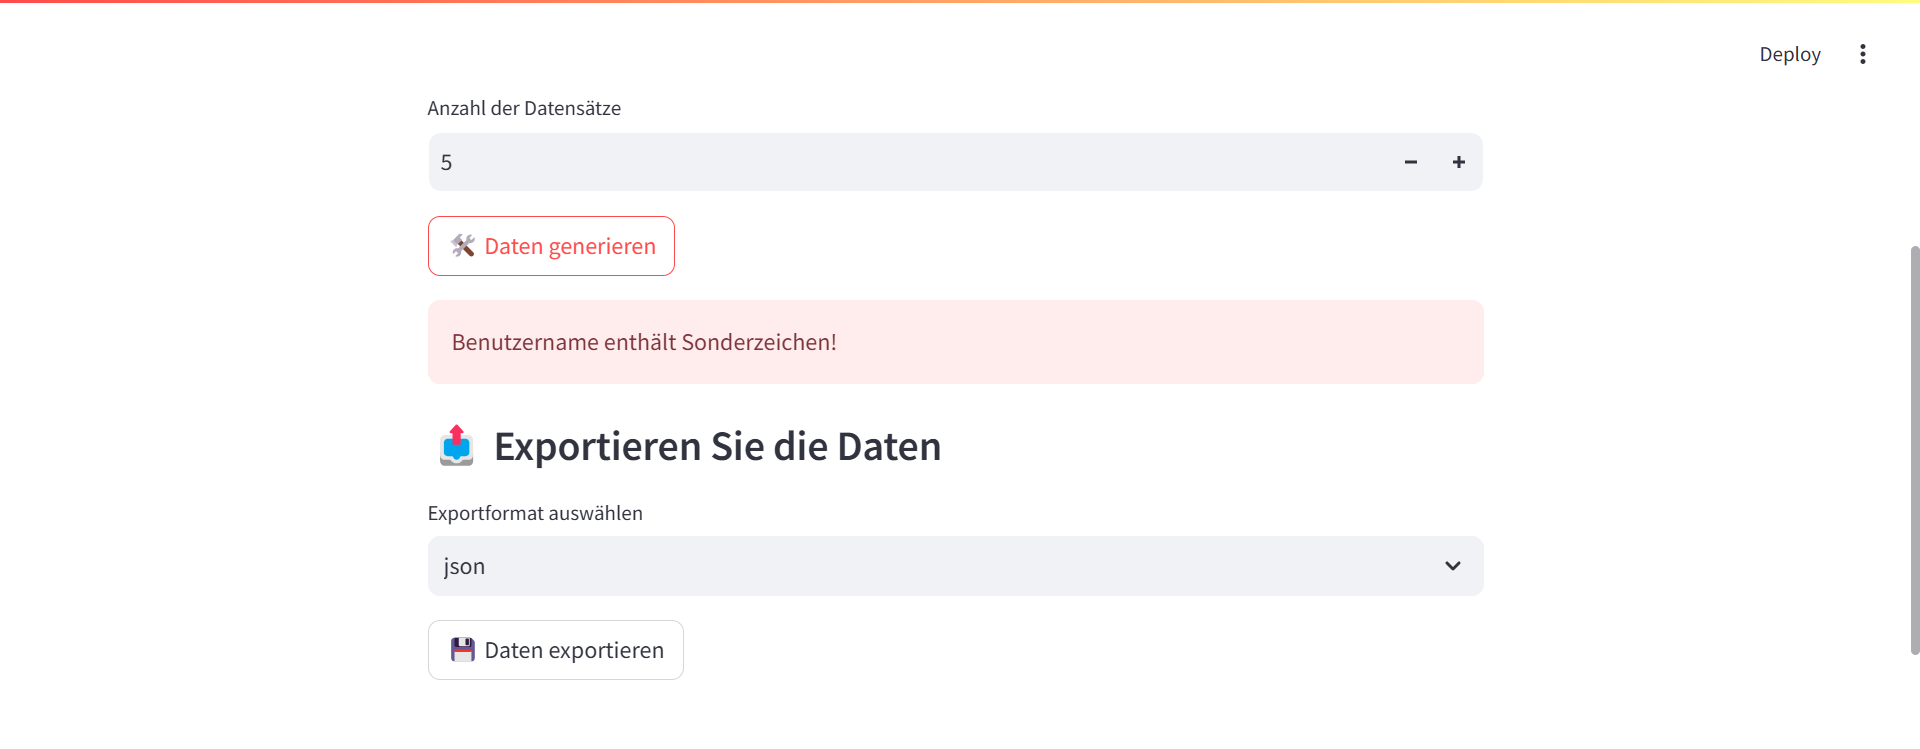 Deploy
Anzahl der Datensätze
5
🛠️ Daten generieren
Benutzername enthält Sonderzeichen!
📤 Exportieren Sie die Daten
Exportformat auswählen
json
💾 Daten exportieren